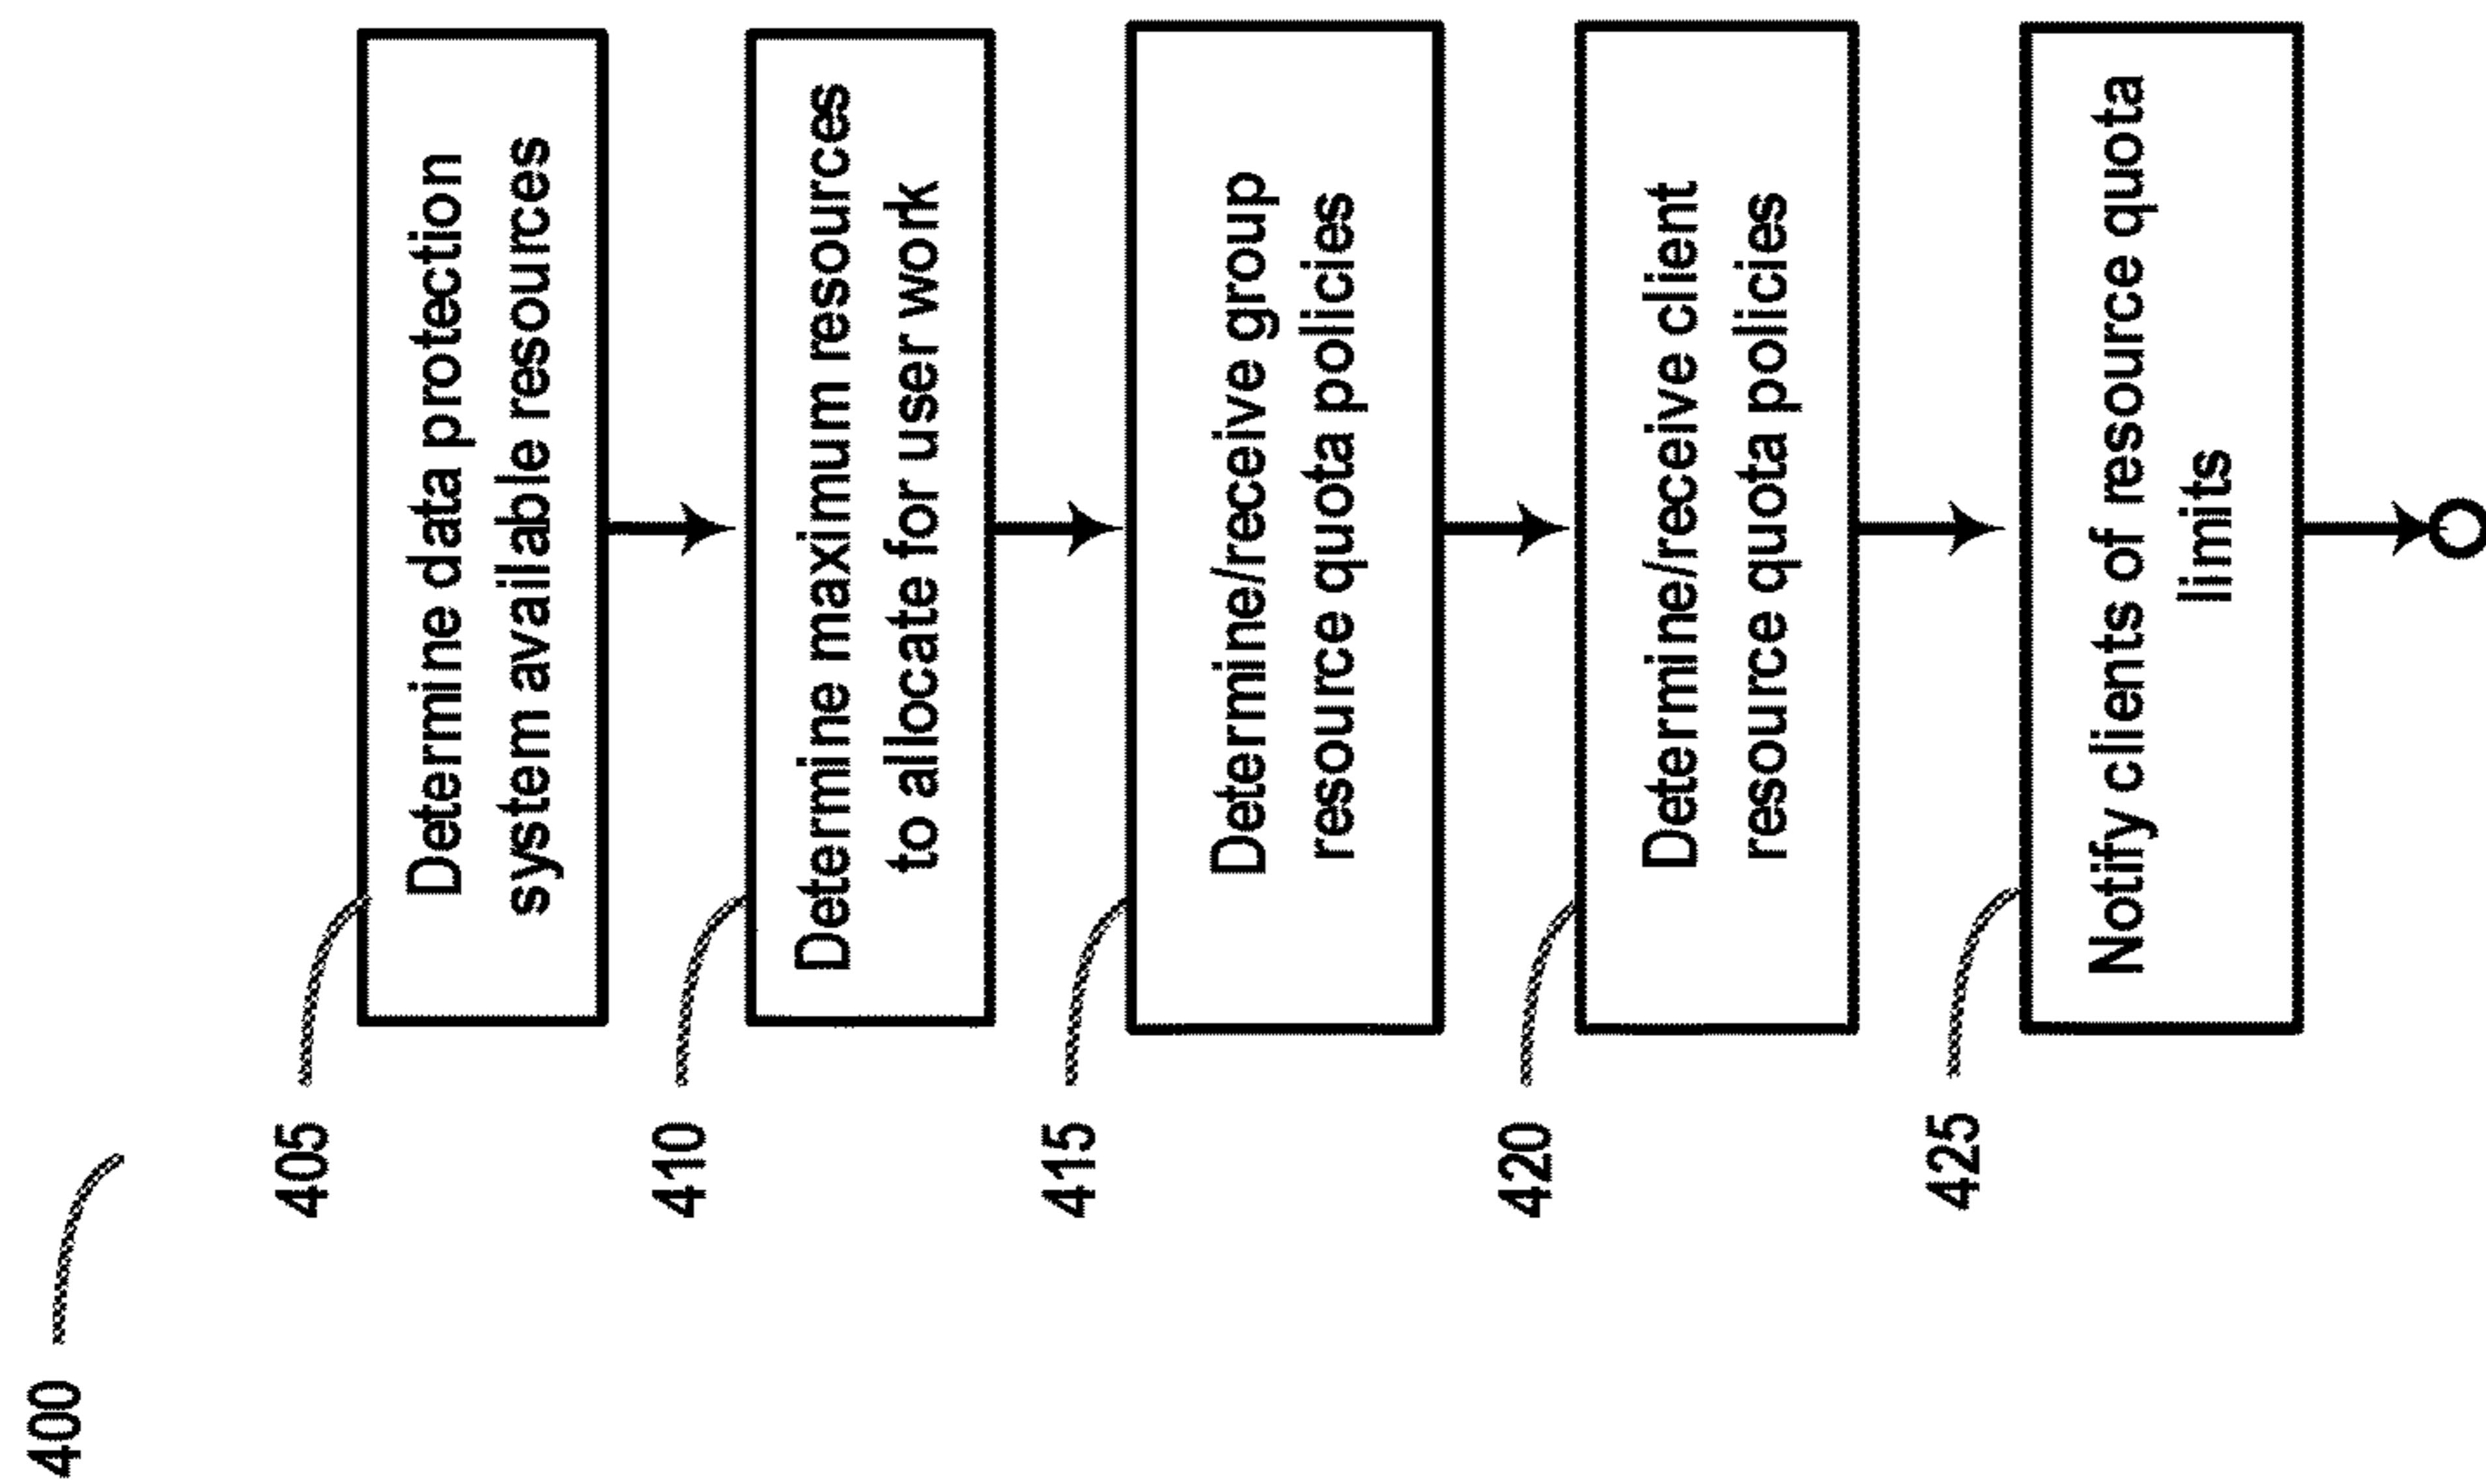 400
405
Determine data protection
system available resources
410
Determine maximum resources
to allocate for user work
415
Determine/receive group
resource quota policies
420
Determine/receive client
resource quota policies
425
Notify clients of resource quota
limits